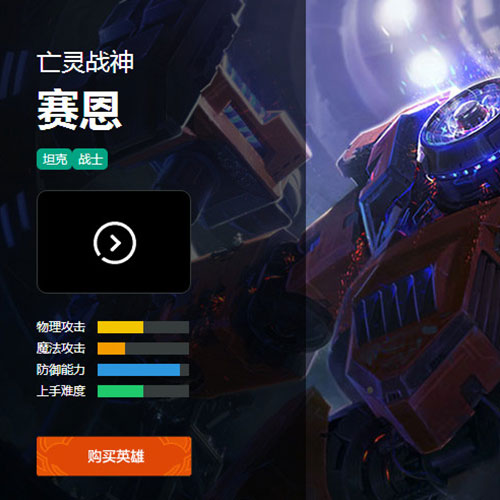 亡灵战神
赛恩
坦克 战士
物理攻击
魔法攻击
防御能力
上手难度
购买英雄